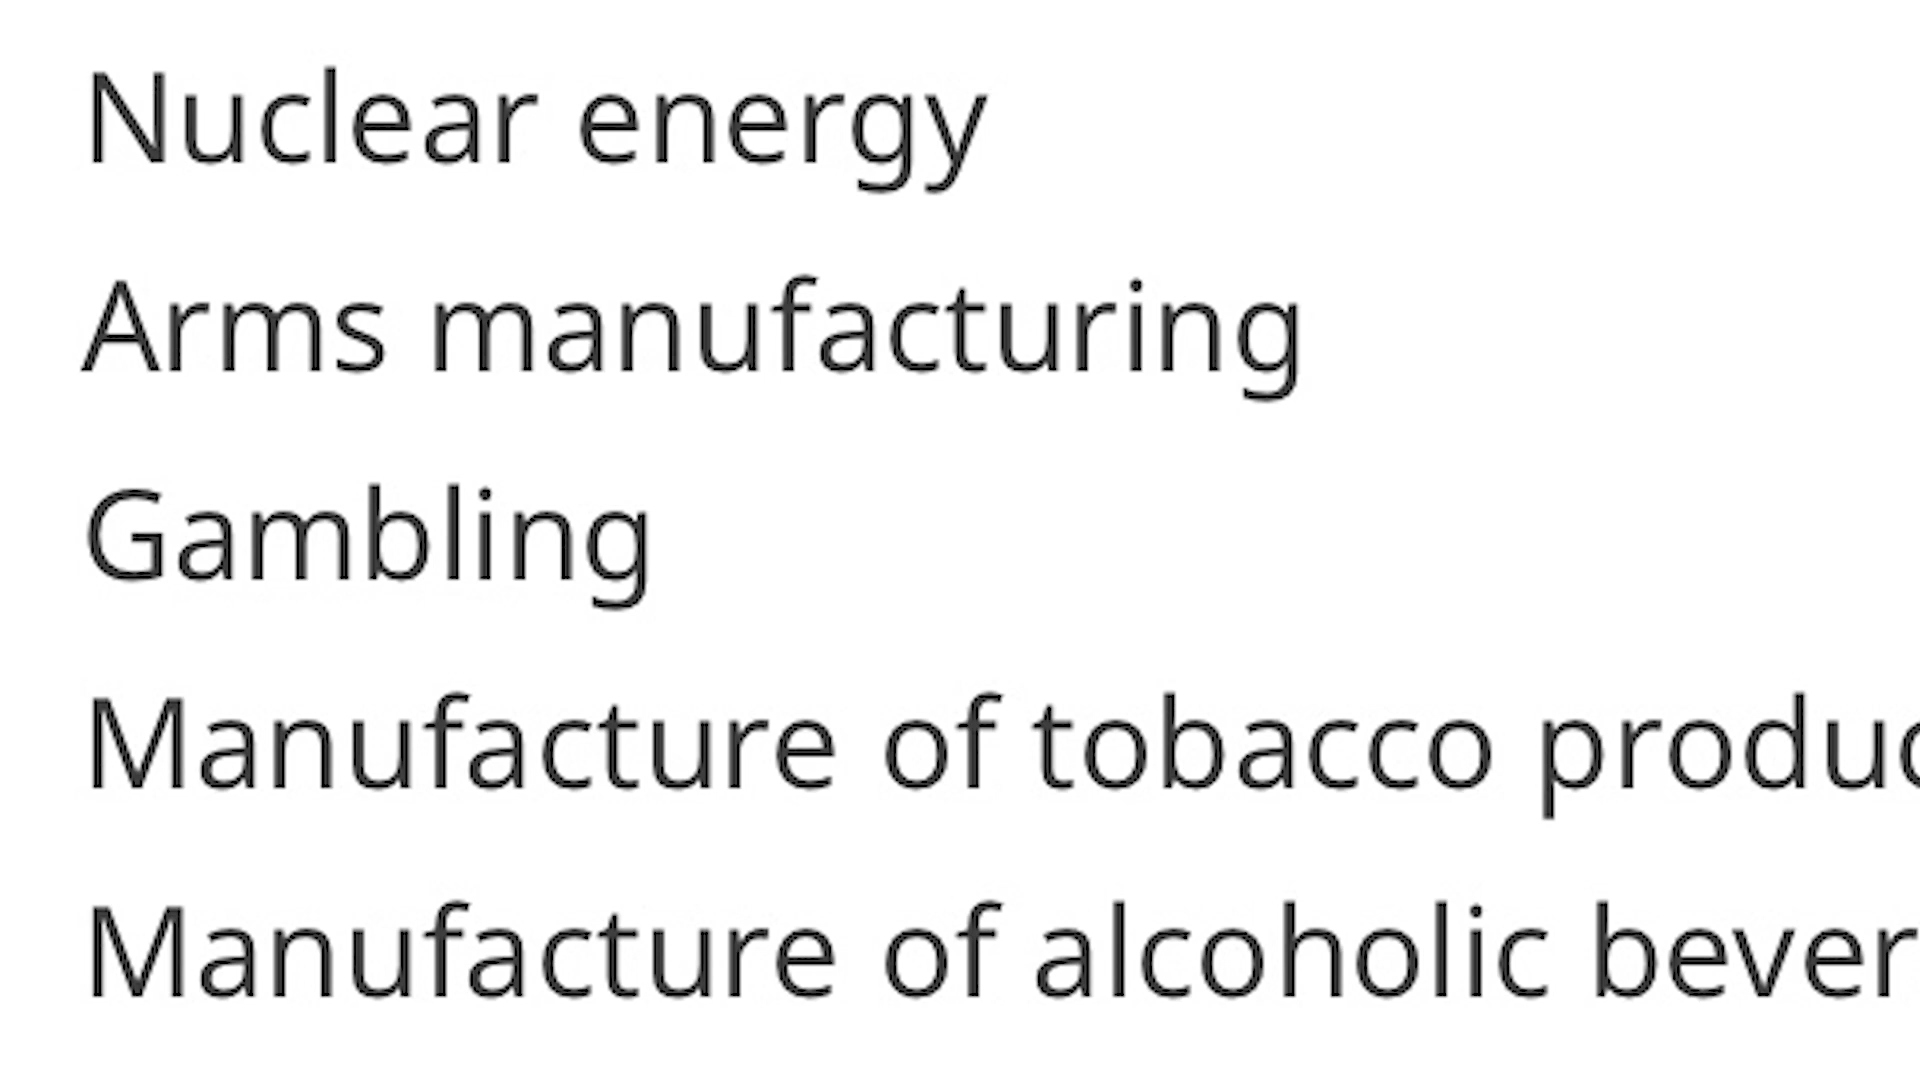 Nuclear energy
Arms manufacturing
Gambling
Manufacture of tobacco
Manufacture of alcoholic